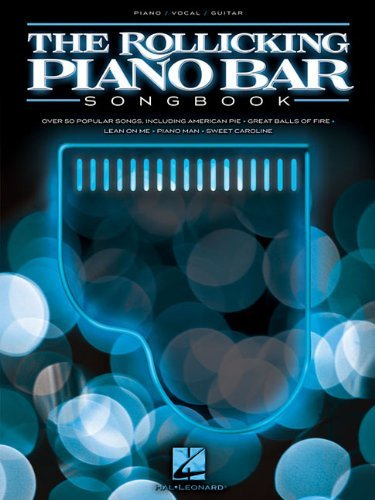 PIANO / VOCAL / GUITAR
THE ROLLICKING
PIANO BAR
SONGBOOK
OVER 50 POPULAR SONGS, INCLUDING AMERICAN PIE • GREAT BALLS OF FIRE •
LEAN ON ME • PIANO MAN • SWEET CAROLINE
HAL•LEONARD®